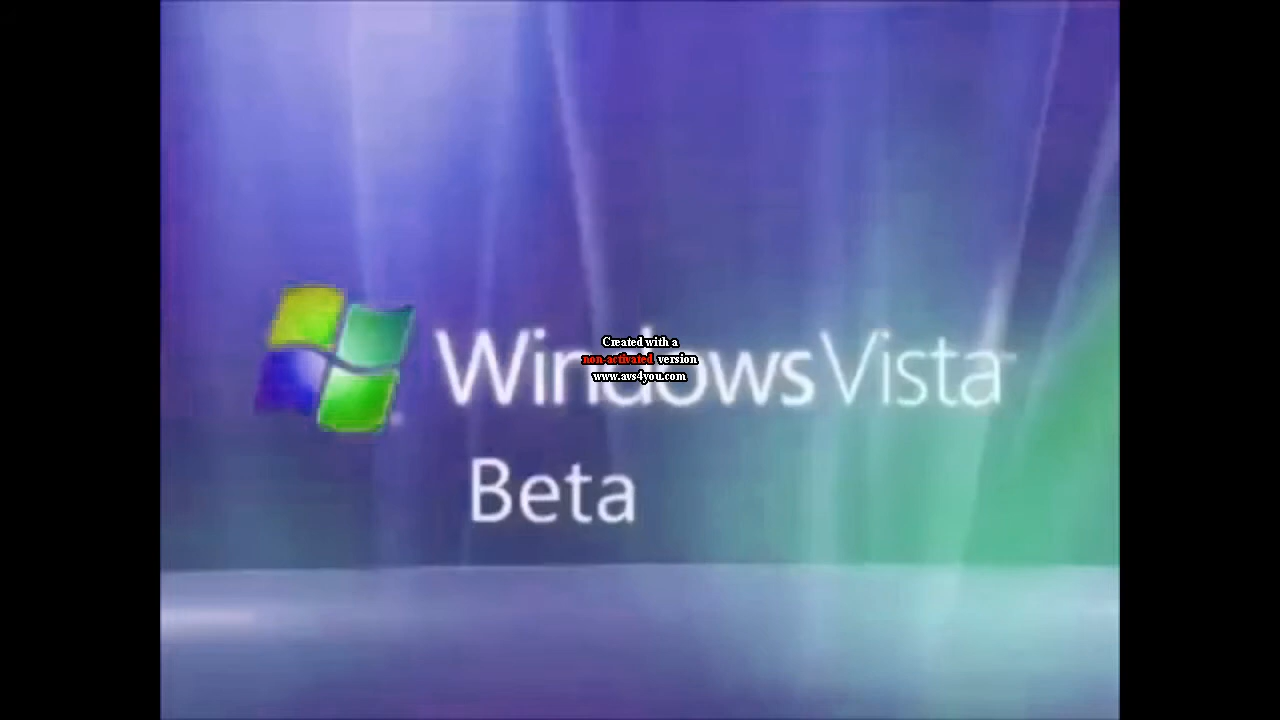 Windows Vista
Created with a
non-activated version
www.avs4you.com
Beta